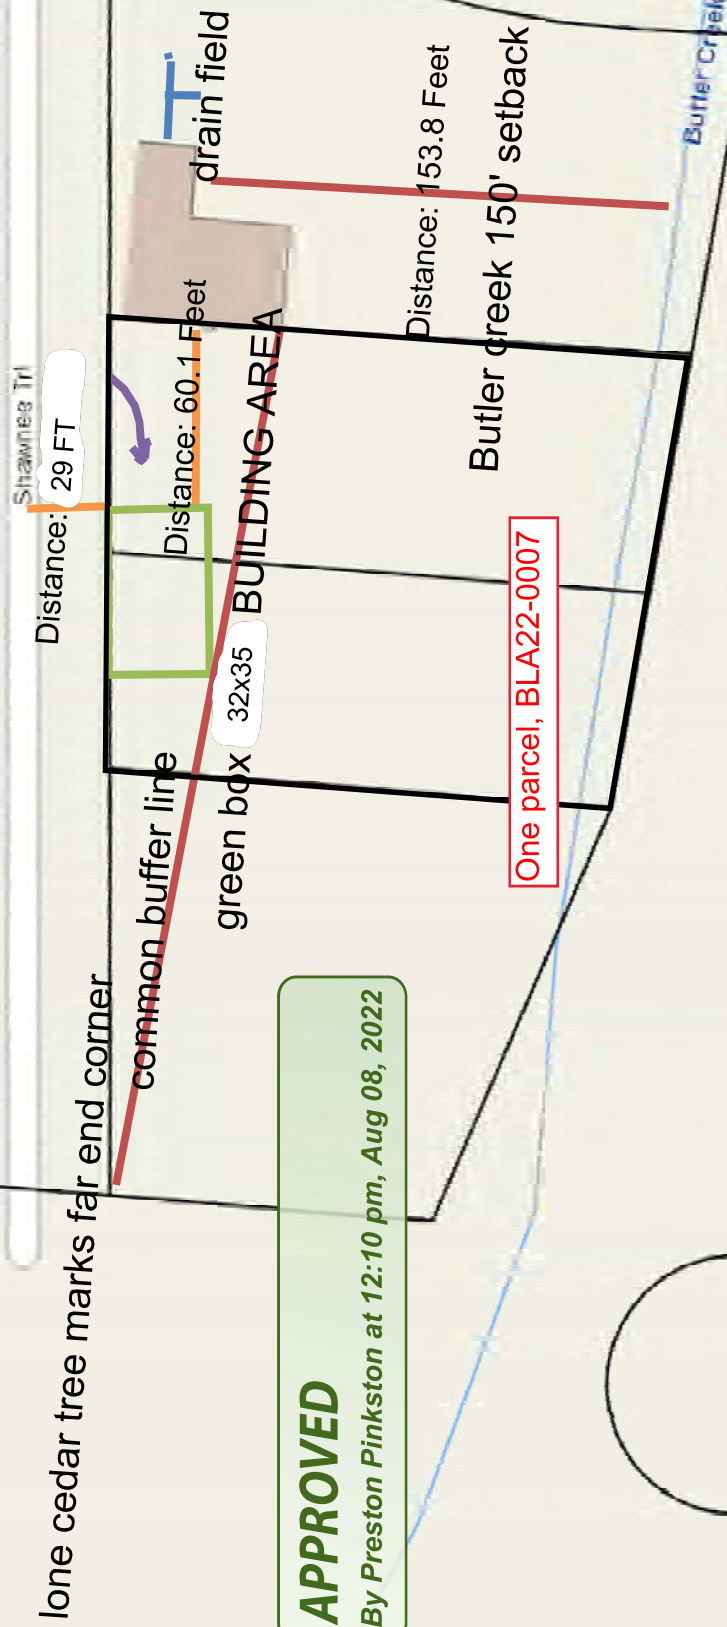 lone cedar tree marks far end corner
Distance:
29 FT
Shawnee Trl
common buffer line
Distance: 60.1 Feet
drain field
green box
32x35
BUILDING AREA
APPROVED
By Preston Pinkston at 12:10 pm, Aug 08, 2022
Distance: 153.8 Feet
Butler creek 150' setback
One parcel, BLA22-0007
Butler Creek